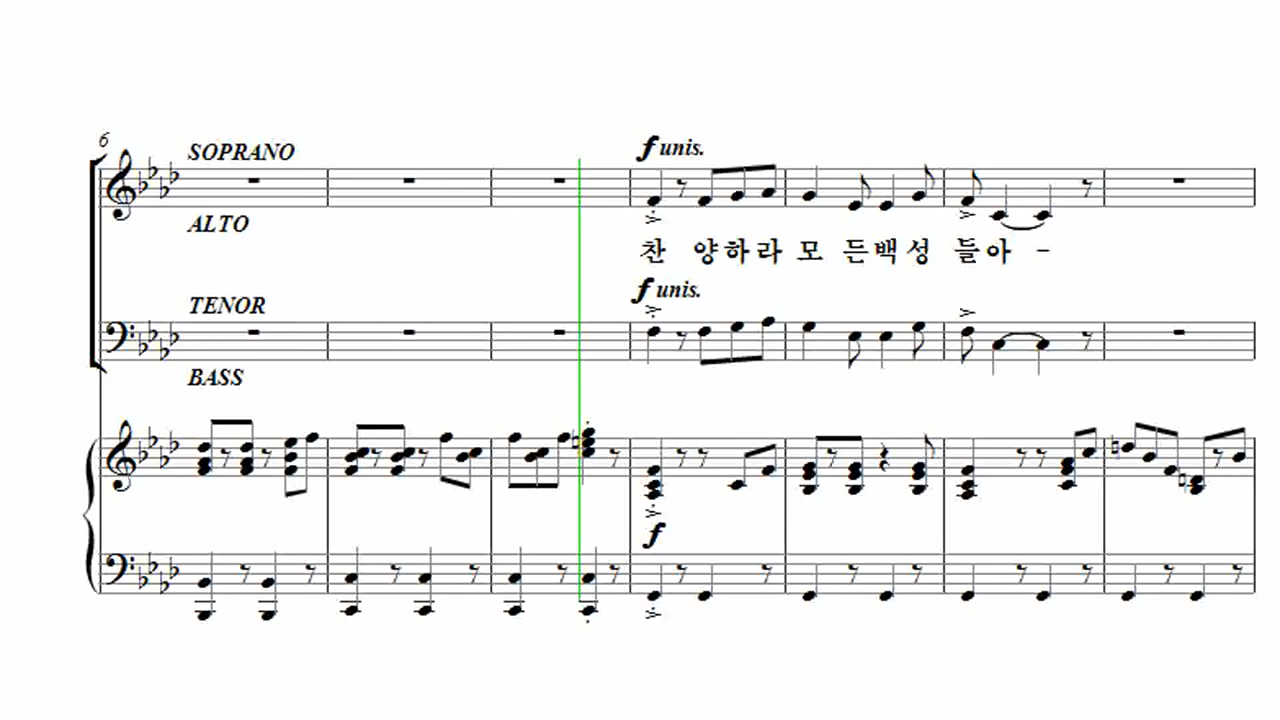 6
SOPRANO
f unis.
ALTO
찬 양하라 모 든백성 들아 -
TENOR
f unis.
BASS
f